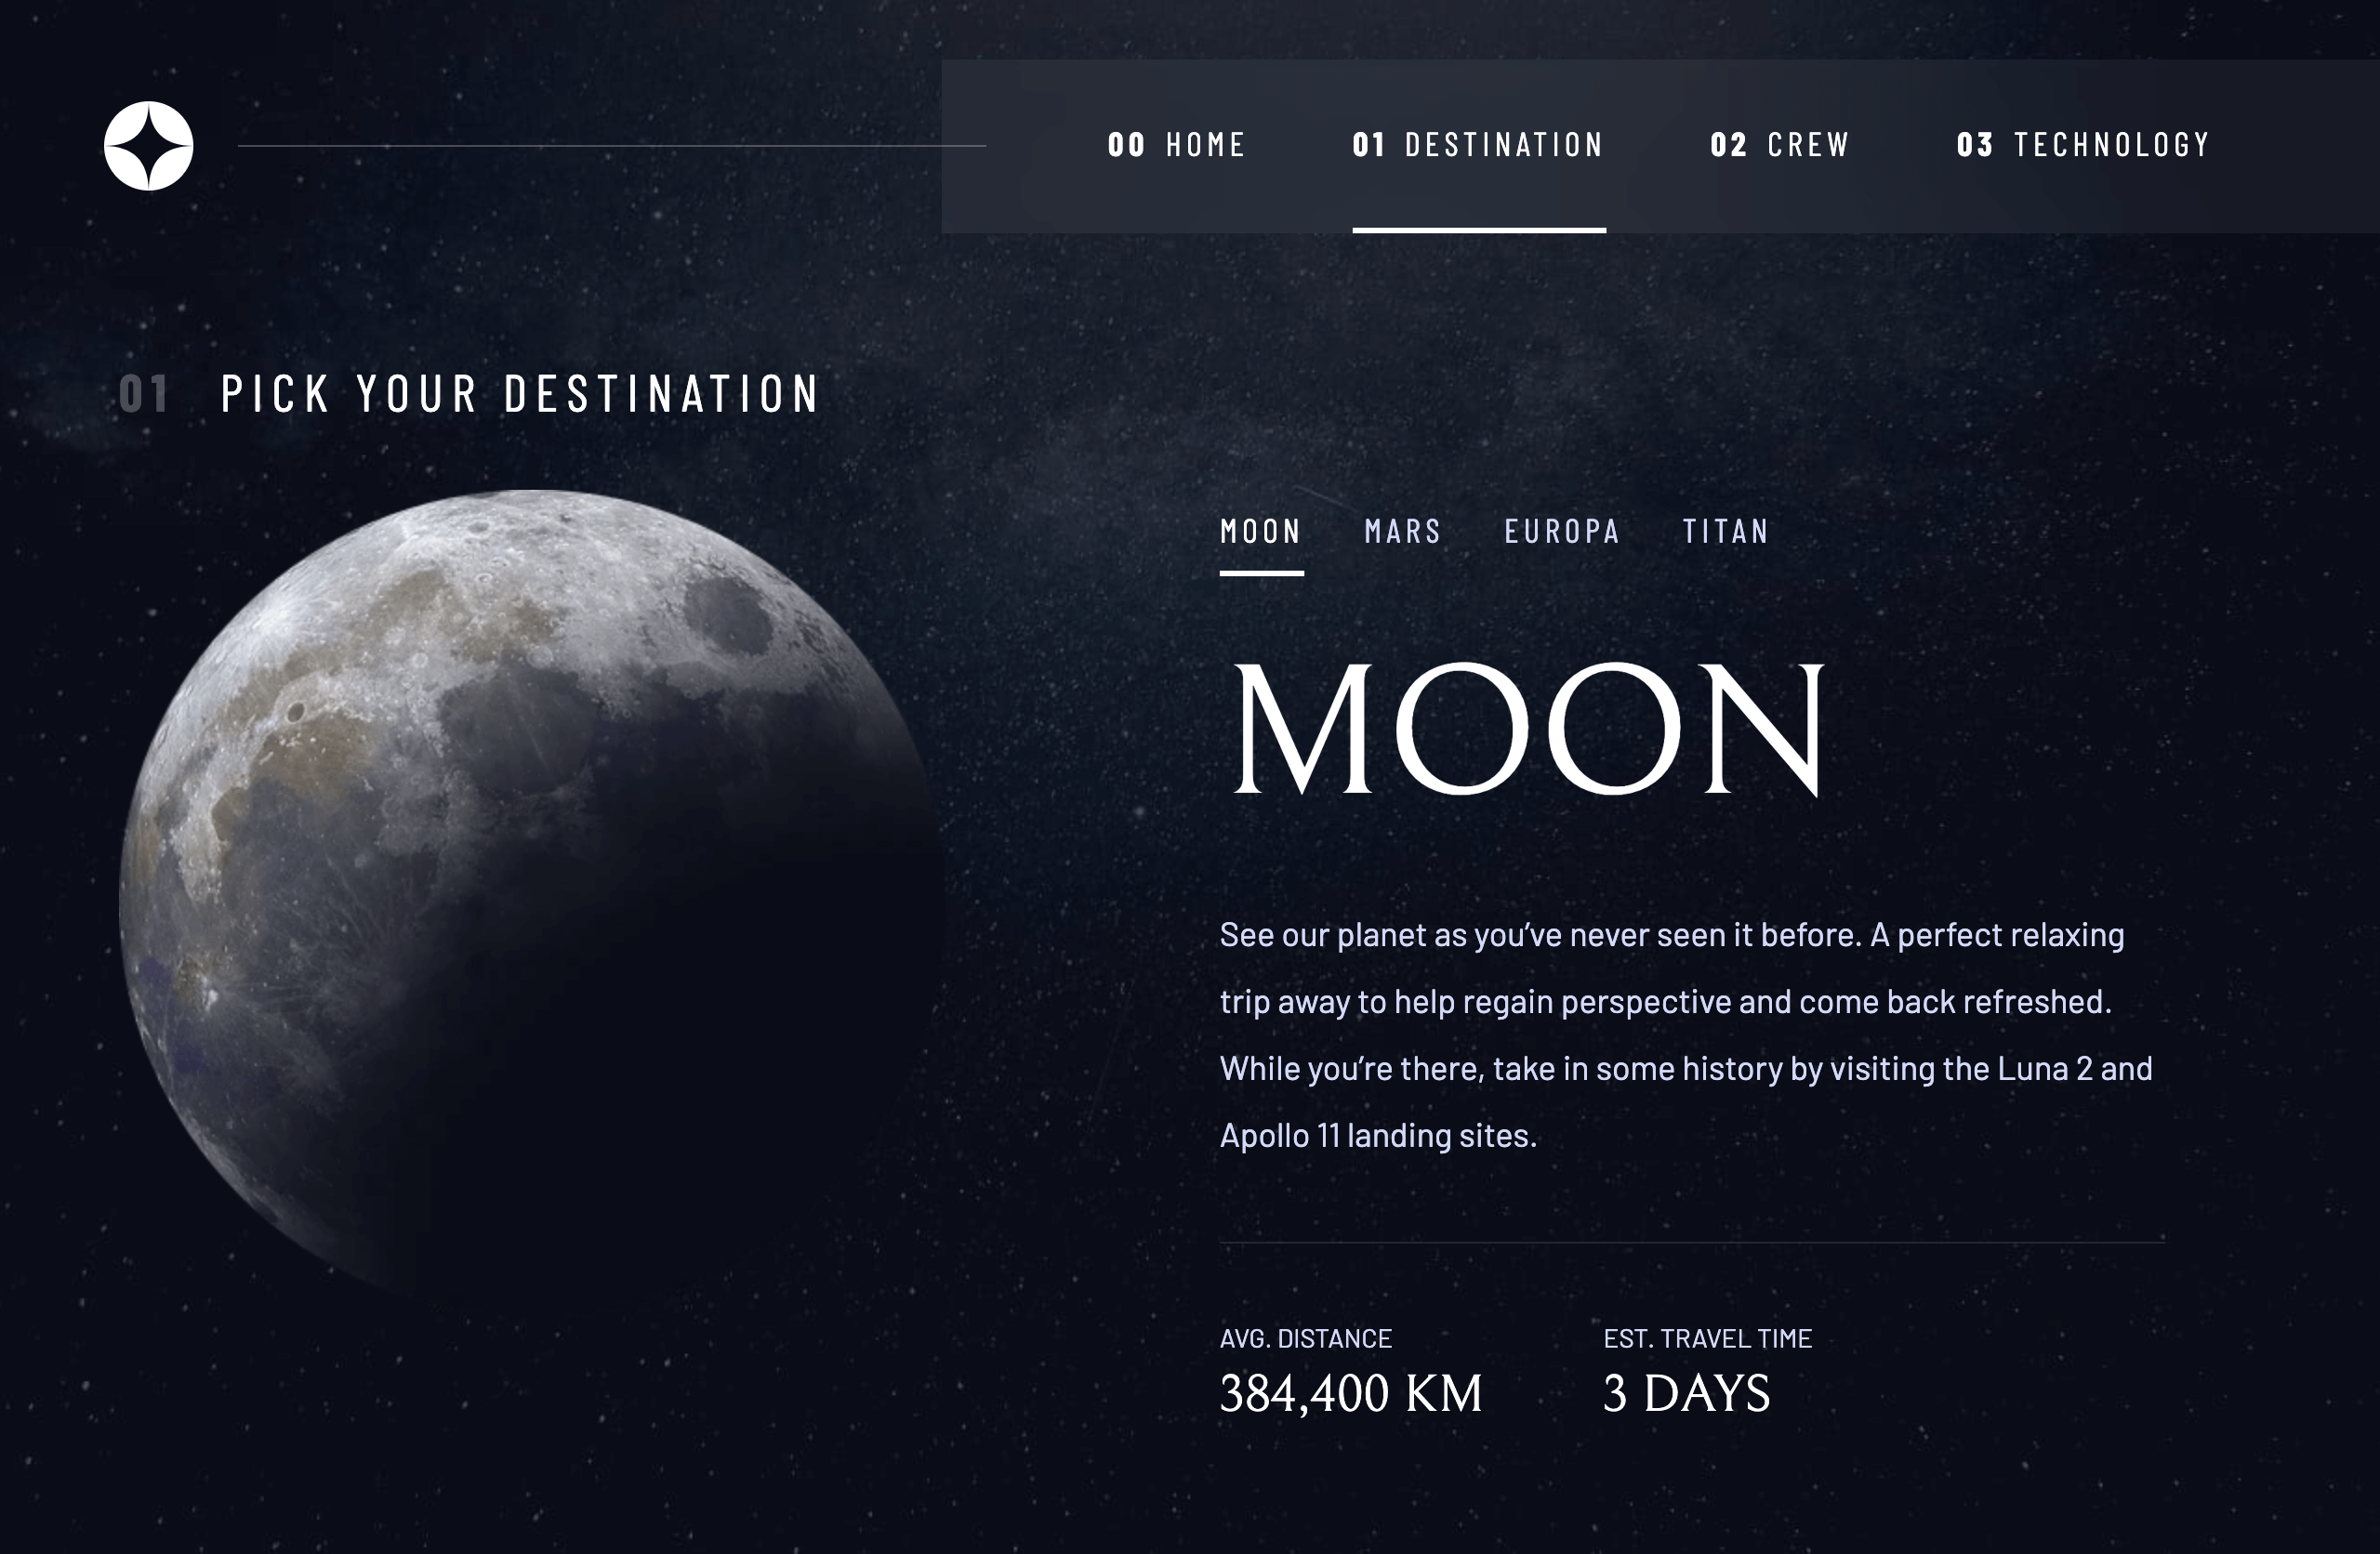 00 HOME 01 DESTINATION 02 CREW 03 TECHNOLOGY
01 PICK YOUR DESTINATION
MOON MARS EUROPA TITAN
MOON
See our planet as you’ve never seen it before. A perfect relaxing
trip away to help regain perspective and come back refreshed.
While you’re there, take in some history by visiting the Luna 2 and
Apollo 11 landing sites.
AVG. DISTANCE
384,400 KM
EST. TRAVEL TIME
3 DAYS